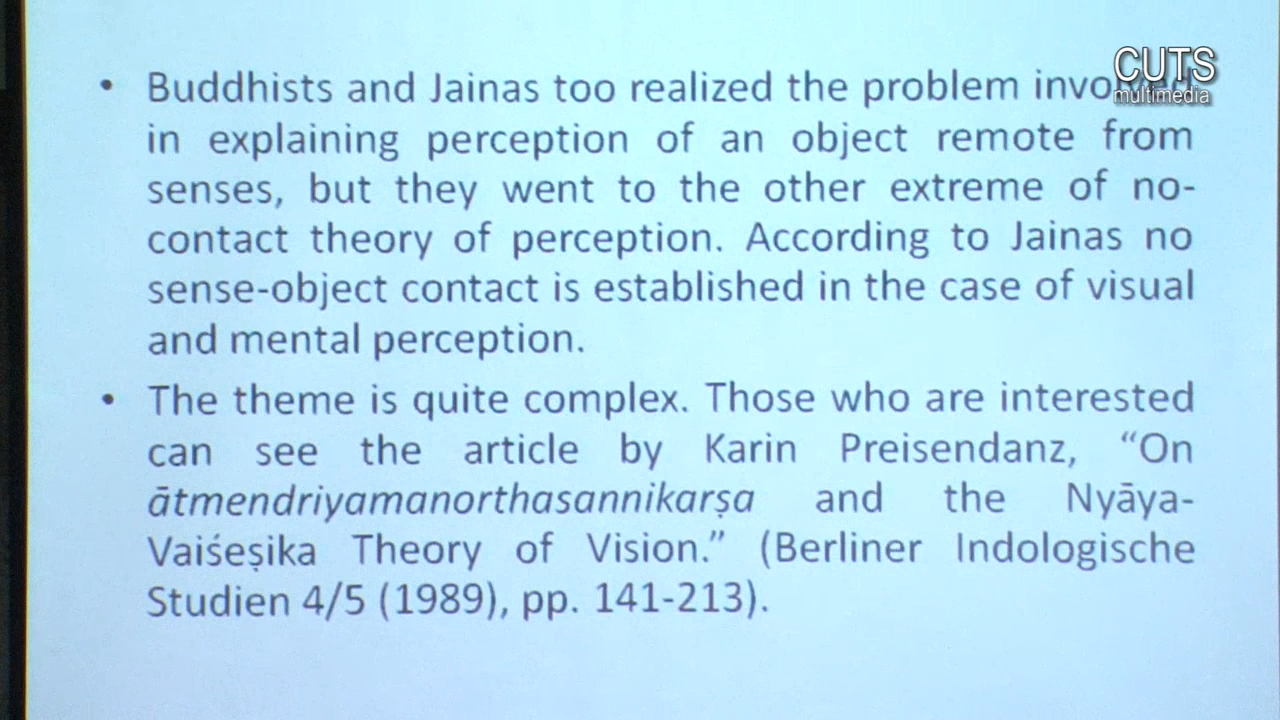 CUTS
multimedia
• Buddhists and Jainas too realized the problem
in explaining perception of an object remote from
senses, but they went to the other extreme of no-
contact theory of perception. According to Jainas no
sense-object contact is established in the case of visual
and mental perception.
• The theme is quite complex. Those who are interested
can see the article by Karin Preisendanz, “On
ātmendriyamanorthasannikarṣa and the Nyāya-
Vaiśeṣika Theory of Vision.” (Berliner Indologische
Studien 4/5 (1989), pp. 141-213).